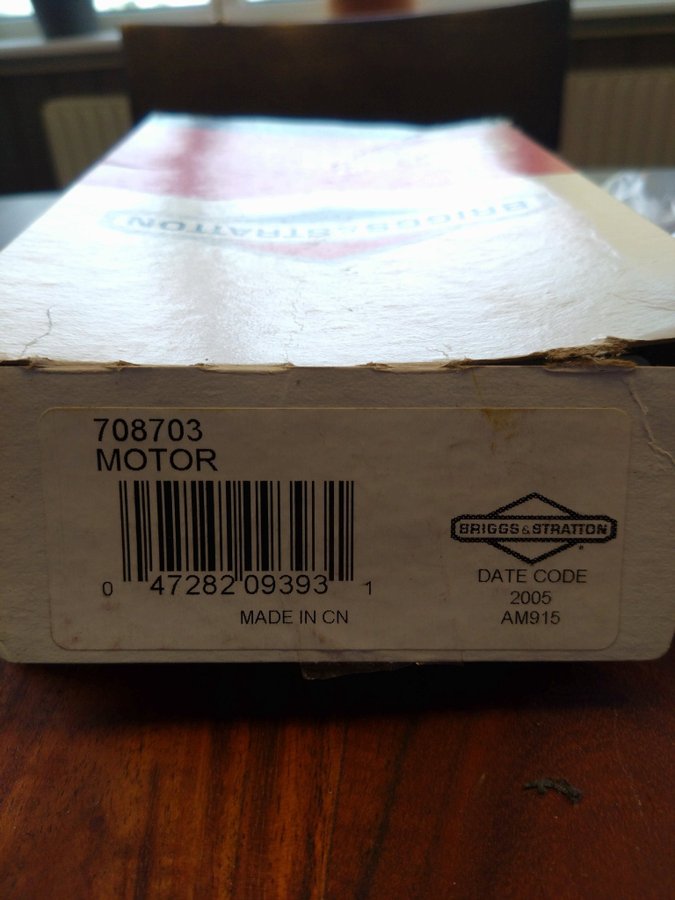 BRIGGS & STRATTON
708703
MOTOR
0 47282 09393 1
MADE IN CN
BRIGGS & STRATTON
®
DATE CODE
2005
AM915